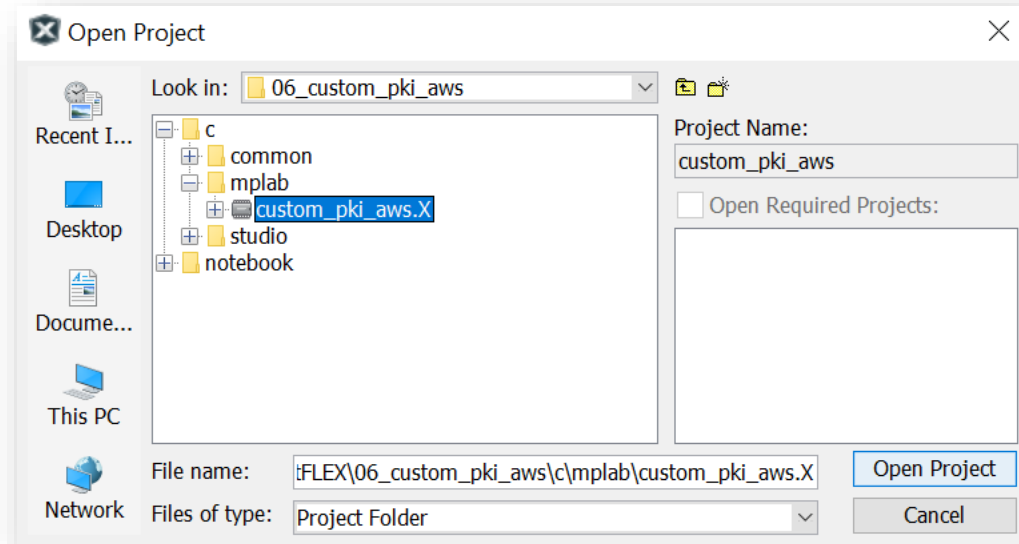 Open Project
Look in: 06_custom_pki_aws
Recent I...
Desktop
Docume...
This PC
Network
c
common
mplab
custom_pki_aws.X
studio
notebook
Project Name:
custom_pki_aws
Open Required Projects:
File name: tFLEX\06_custom_pki_aws\c\mplab\custom_pki_aws.X
Open Project
Files of type: Project Folder
Cancel